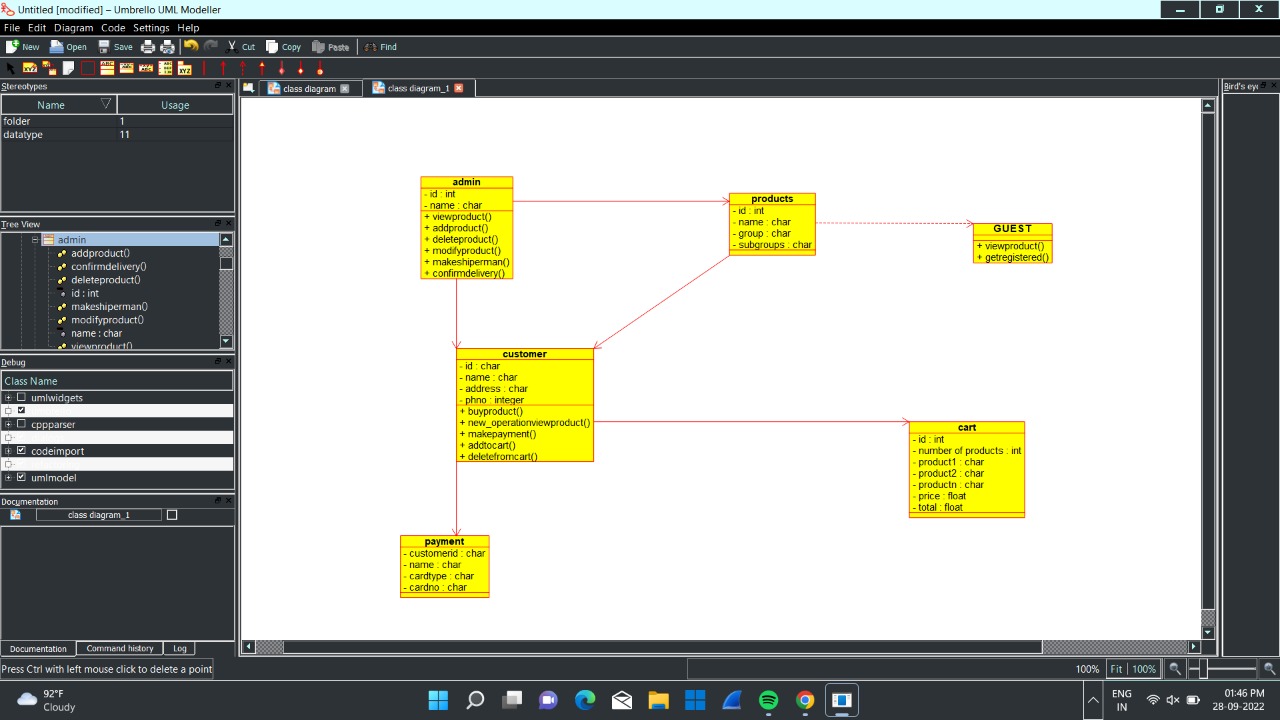 Untitled [modified] – Umbrello UML Modeller
File Edit Diagram Code Settings Help
New Open Save Cut Copy Paste Find
Stereotypes
Name Usage
folder 1
datatype 11
Tree View
admin
addproduct()
confirmdelivery()
deleteproduct()
id : int
makeshiperman()
modifyproduct()
name : char
viewproduct()
Debug
Class Name
umlwidgets
cppparser
codeimport
umlmodel
Documentation
class diagram_1
Documentation Command history Log
Press Ctrl with left mouse click to delete a point
class diagram class diagram_1
Bird's eye
admin
- id : int
- name : char
+ viewproduct()
+ addproduct()
+ deleteproduct()
+ modifyproduct()
+ makeshiperman()
+ confirmdelivery()
products
- id : int
- name : char
- group : char
- subgroups : char
GUEST
+ viewproduct()
+ getregistered()
customer
- id : char
- name : char
- address : char
- phno : integer
+ buyproduct()
+ new_operationviewproduct()
+ makepayment()
+ addtocart()
+ deletefromcart()
cart
- id : int
- number of products : int
- product1 : char
- product2 : char
- productn : char
- price : float
- total : float
payment
- customerid : char
- name : char
- cardtype : char
- cardno : char
100% Fit 100%
92°F
Cloudy
ENG
IN
01:46 PM
28-09-2022